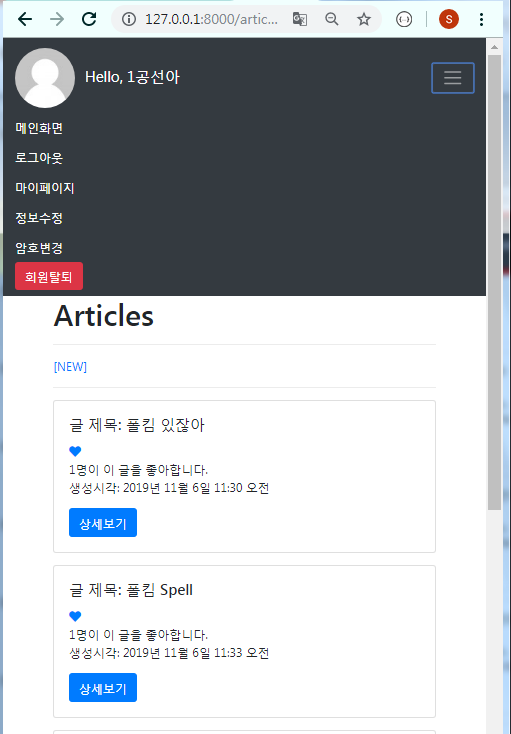 127.0.0.1:8000/artic...
S
Hello, 1공선아
메인화면
로그아웃
마이페이지
정보수정
암호변경
회원탈퇴
Articles
[NEW]
글 제목: 폴킴 있잖아
1명이 이 글을 좋아합니다.
생성시각: 2019년 11월 6일 11:30 오전
상세보기
글 제목: 폴킴 Spell
1명이 이 글을 좋아합니다.
생성시각: 2019년 11월 6일 11:33 오전
상세보기